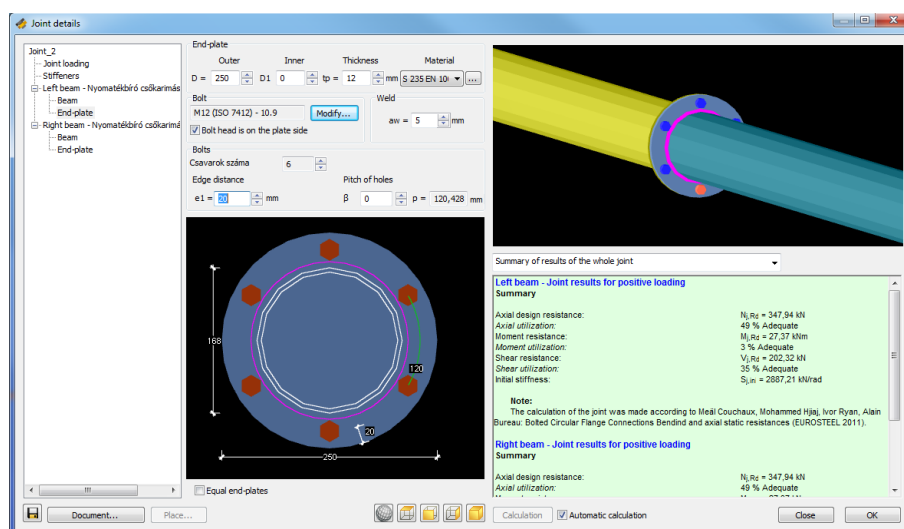 Joint details
Joint_2
Joint loading
Stiffeners
Left beam - Nyomatékbíró csőkarimás
Beam
End-plate
Right beam - Nyomatékbíró csőkarimá
Beam
End-plate
End-plate
Outer Inner Thickness Material
D = 250 D1 0 tp = 12 mm S 235 EN 10 ...
Bolt
M12 (ISO 7412) - 10.9 Modify...
Bolt head is on the plate side
Weld
aw = 5 mm
Bolts
Csavarok száma 6
Edge distance Pitch of holes
e1 = 20 mm β 0 p = 120,428 mm
168
120
20
250
Equal end-plates
Summary of results of the whole joint
Left beam - Joint results for positive loading
Summary
Axial design resistance: Nj,Rd = 347,94 kN
Axial utilization: 49 % Adequate
Moment resistance: Mj,Rd = 27,37 kNm
Moment utilization: 3 % Adequate
Shear resistance: Vj,Rd = 202,32 kN
Shear utilization: 35 % Adequate
Initial stiffness: Sj,ini = 2887,21 kN/rad
Note:
The calculation of the joint was made according to Meál Couchaux, Mohammed Hjiaj, Ivor Ryan, Alain
Bureau: Bolted Circular Flange Connections Bendind and axial static resistances (EUROSTEEL 2011).
Right beam - Joint results for positive loading
Summary
Axial design resistance: Nj,Rd = 347,94 kN
Axial utilization: 49 % Adequate
Document... Place... Calculation Automatic calculation Close OK